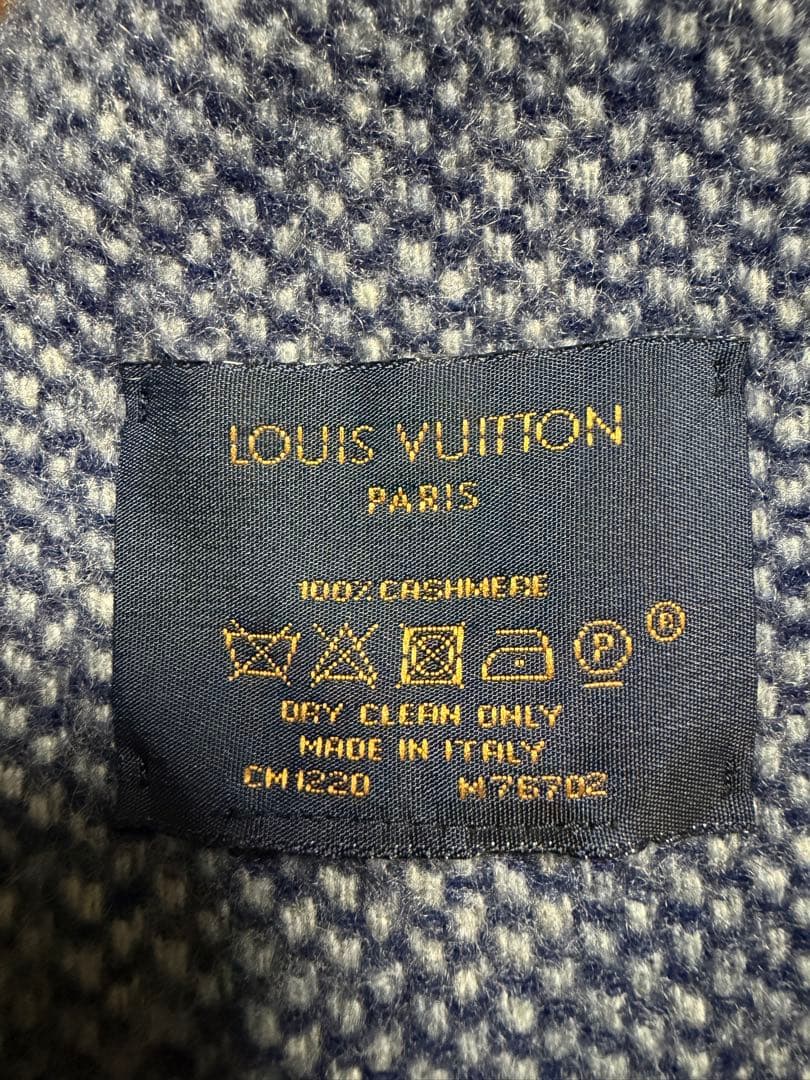 LOUIS VUITTON
PARIS
100% CASHMERE
P ®
DRY CLEAN ONLY
MADE IN ITALY
CM1220 M76702